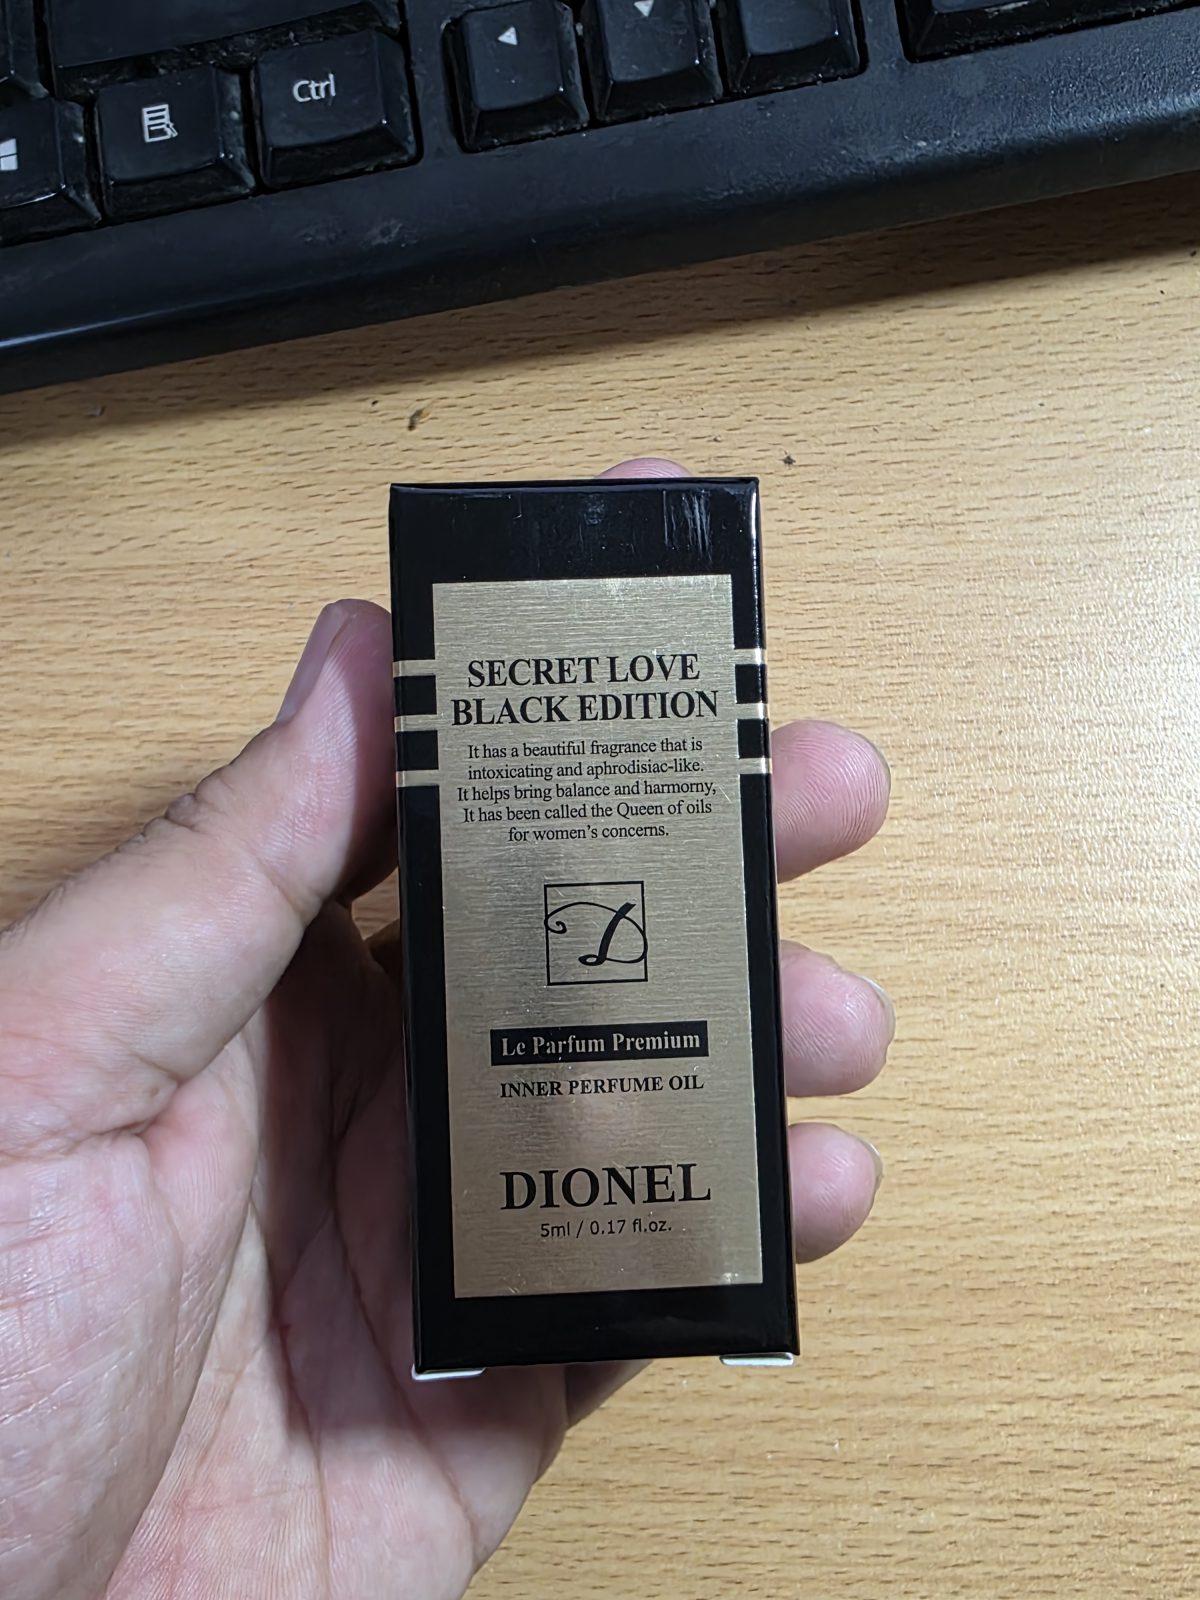 Ctrl
SECRET LOVE
BLACK EDITION
It has a beautiful fragrance that is
intoxicating and aphrodisiac-like.
It helps bring balance and harmorny,
It has been called the Queen of oils
for women's concerns.
D
Le Parfum Premium
INNER PERFUME OIL
DIONEL
5ml / 0.17 fl.oz.